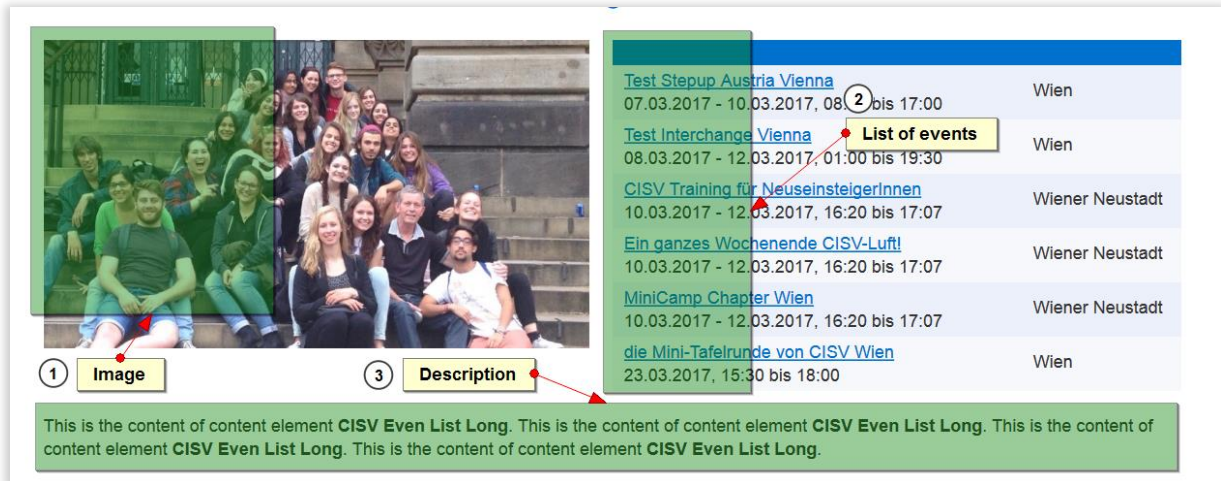 Test Stepup Austria Vienna
07.03.2017 - 10.03.2017, 08. bis 17:00
Wien
2
List of events
Test Interchange Vienna
08.03.2017 - 12.03.2017, 01:00 bis 19:30
Wien
CISV Training für NeueinsteigerInnen
10.03.2017 - 12.03.2017, 16:20 bis 17:07
Wiener Neustadt
Ein ganzes Wochenende CISV-Luft!
10.03.2017 - 12.03.2017, 16:20 bis 17:07
Wiener Neustadt
MiniCamp Chapter Wien
10.03.2017 - 12.03.2017, 16:20 bis 17:07
Wiener Neustadt
die Mini-Tafelrunde von CISV Wien
23.03.2017, 15:30 bis 18:00
Wien
1
Image
3
Description
This is the content of content element CISV Even List Long. This is the content of content element CISV Even List Long. This is the content of
content element CISV Even List Long. This is the content of content element CISV Even List Long.